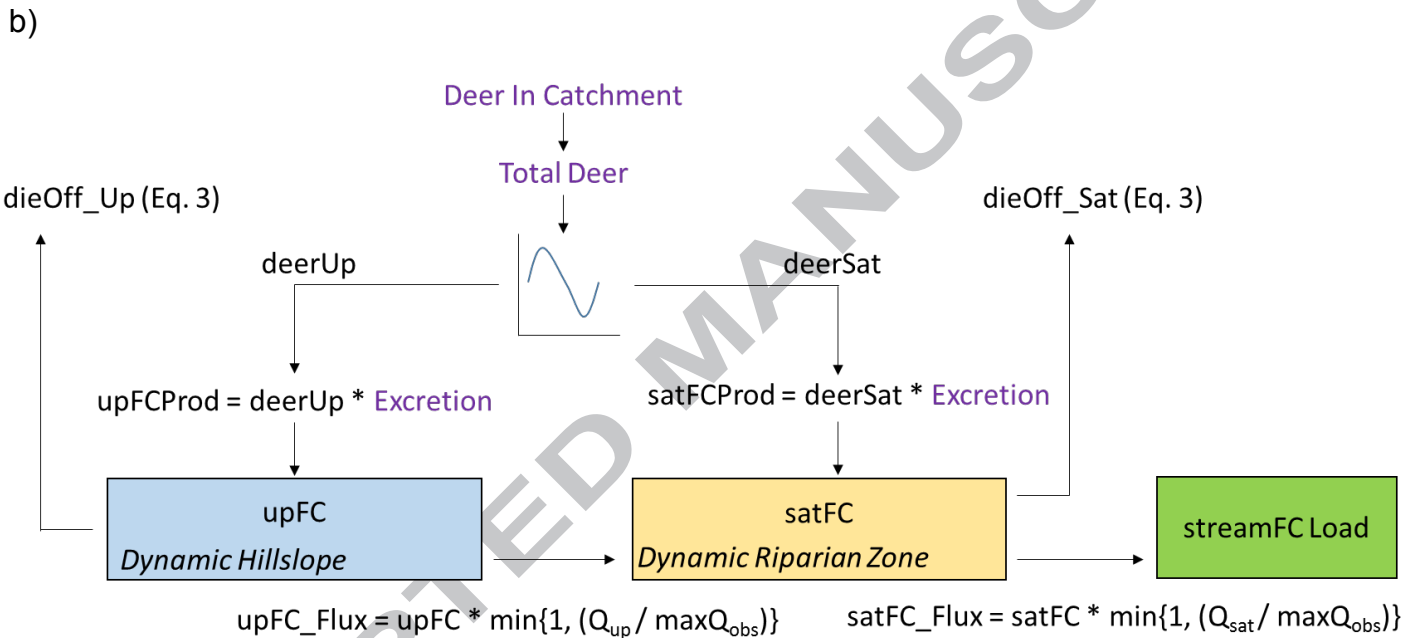 b)
MANUSC
RTED
Deer In Catchment
Total Deer
dieOff_Up (Eq. 3)
dieOff_Sat (Eq. 3)
deerUp
deerSat
upFCProd = deerUp * Excretion
satFCProd = deerSat * Excretion
upFC
Dynamic Hillslope
satFC
Dynamic Riparian Zone
streamFC Load
upFC_Flux = upFC * min{1, (Qup / maxQobs)}
satFC_Flux = satFC * min{1, (Qsat / maxQobs)}